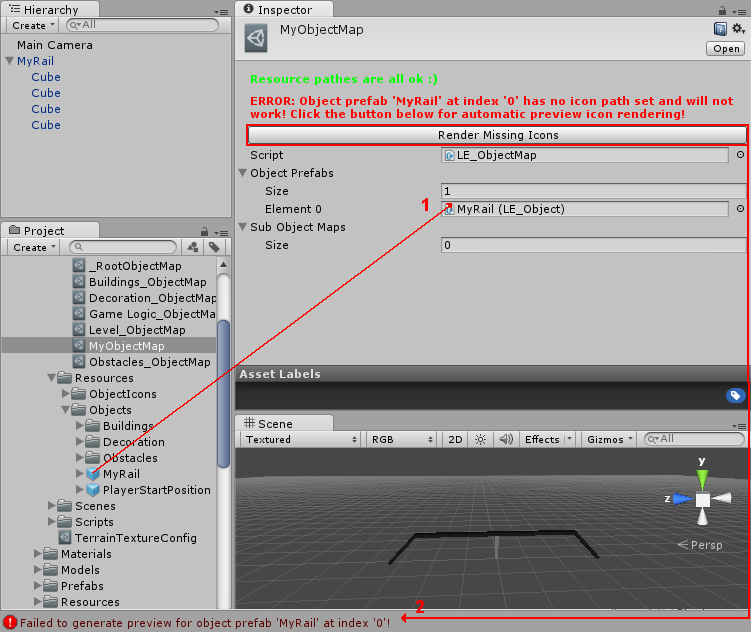 Hierarchy
Create
All
Main Camera
MyRail
Cube
Cube
Cube
Cube
Inspector
MyObjectMap
Open
Resource pathes are all ok :)
ERROR: Object prefab 'MyRail' at index '0' has no icon path set and will not
work! Click the button below for automatic preview icon rendering!
Render Missing Icons
Script
LE_ObjectMap
Object Prefabs
Size
1
1
Element 0
MyRail (LE_Object)
Sub Object Maps
Size
0
Project
Create
_RootObjectMap
Buildings_ObjectMap
Decoration_ObjectMap
Game Logic_ObjectMa
Level_ObjectMap
MyObjectMap
Obstacles_ObjectMap
Resources
ObjectIcons
Objects
Buildings
Decoration
Obstacles
MyRail
PlayerStartPosition
Scenes
Scripts
TerrainTextureConfig
Materials
Models
Prefabs
Resources
Asset Labels
Scene
Textured
RGB
2D
Effects
Gizmos
All
y
z
Persp
2
Failed to generate preview for object prefab 'MyRail' at index '0'!